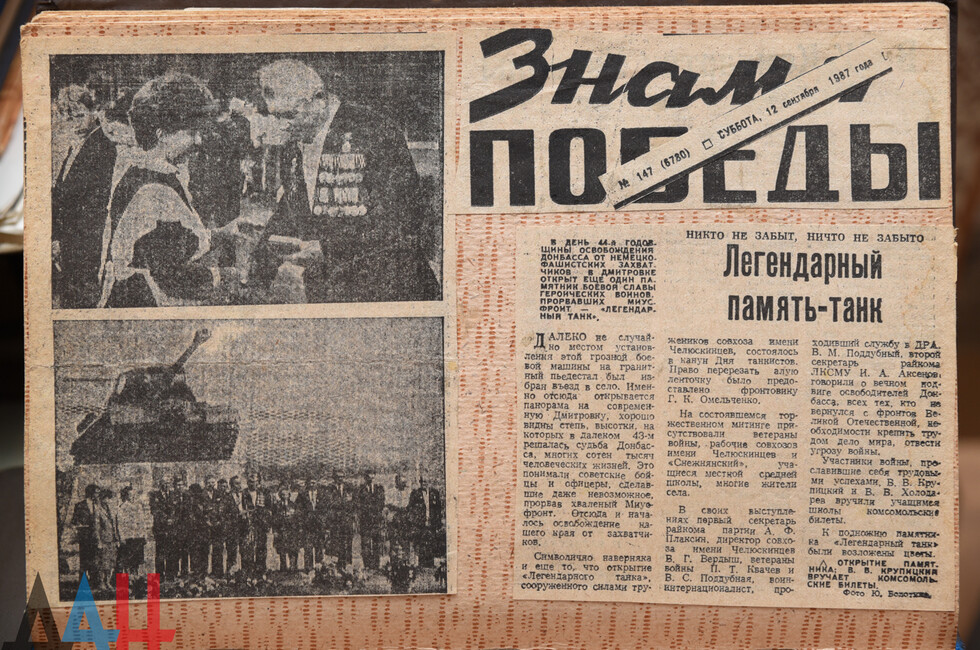 Знамя
ПОБЕДЫ
№ 147 (6780) □ СУББОТА, 12 сентября 1987 года
НИКТО НЕ ЗАБЫТ, НИЧТО НЕ ЗАБЫТО
Легендарный
память-танк
В ДЕНЬ 44-й ГОДОВ-
ЩИНЫ ОСВОБОЖДЕНИЯ
ДОНБАССА ОТ НЕМЕЦКО-
ФАШИСТСКИХ ЗАХВАТ-
ЧИКОВ В ДМИТРОВКЕ
ОТКРЫТ ЕЩЕ ОДИН ПА-
МЯТНИК БОЕВОЙ СЛАВЫ
ГЕРОИЧЕСКИХ ВОИНОВ,
ПРОРВАВШИХ МИУС-
ФРОНТ — «ЛЕГЕНДАР-
НЫЙ ТАНК».
ДАЛЕКО не случай-
но местом установ-
ления этой грозной бое-
вой машины на гранит-
ный пьедестал был из-
бран въезд в село. Имен-
но отсюда открывается
панорама на современ-
ную Дмитровку, хорошо
видны степь, высотки, на
которых в далеком 43-м
решалась судьба Донбас-
са, многих сотен тысяч
человеческих жизней. Это
понимали советские бой-
цы и офицеры, сделав-
шие даже невозможное,
прорвав хваленый Миус-
фронт. Отсюда и нача-
лось освобождение на-
шего края от захватчи-
ков.
Символично наверняка
и еще то, что открытие
«Легендарного танка»,
сооруженного силами тру-
жеников совхоза имени
Челюскинцев, состоялось
в канун Дня танкистов.
Право перерезать алую
ленточку было предо-
ставлено фронтовику
Г. К. Омельченко.
На состоявшемся тор-
жественном митинге при-
сутствовали ветераны
войны, рабочие совхозов
имени Челюскинцев и
«Снежнянский», уча-
щиеся местной средней
школы, многие жители
села.
В своих выступле-
ниях первый секретарь
райкома партии А. Ф.
Плаксин, директор совхо-
за имени Челюскинцев
В. Г. Вердыш, ветераны
войны П. Т. Квачев и
В. С. Поддубная, воин-
интернационалист, про-
ходивший службу в ДРА,
В. М. Поддубный, второй
секретарь райкома
ЛКСМУ И. А. Аксенов,
говорили о вечном под-
виге освободителей Дон-
басса, всех тех, кто не
вернулся с фронтов Ве-
ликой Отечественной, не-
обходимости крепить тру-
дом дело мира, отвести
угрозу войны.
Участники войны, про-
славившие себя трудовы-
ми успехами, В. В. Кру-
пицкий и В. В. Холода-
рев вручили учащимся
школы комсомольские
билеты.
К подножию памятни-
ка «Легендарный танк»
были возложены цветы.
△ ОТКРЫТИЕ ПАМЯТ-
НИКА; В. В. КРУПИЦКИЙ
ВРУЧАЕТ КОМСОМОЛЬ-
СКИЕ БИЛЕТЫ.
Фото Ю. Болотина.
ДАН